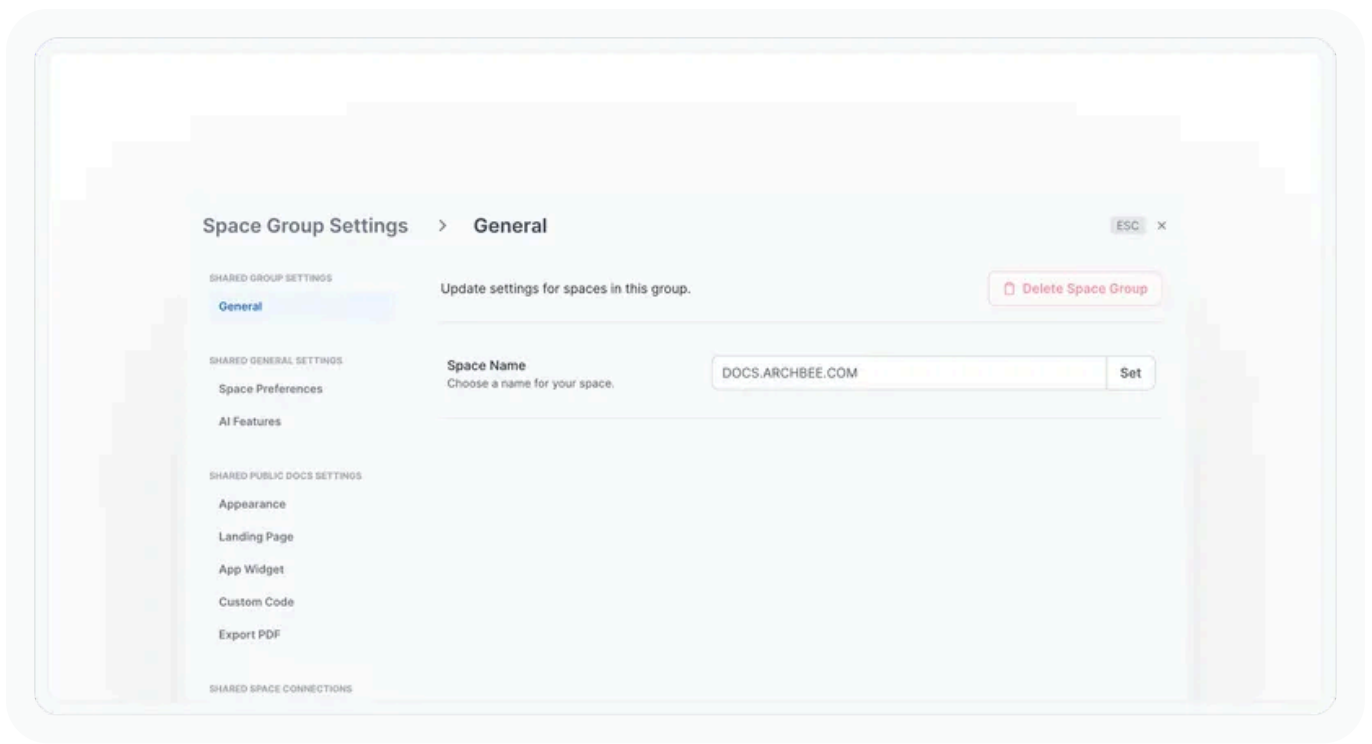 Space Group Settings > General
ESC ×
SHARED GROUP SETTINGS
General
Update settings for spaces in this group.
Delete Space Group
SHARED GENERAL SETTINGS
Space Preferences
AI Features
Space Name
Choose a name for your space.
DOCS.ARCHBEE.COM
Set
SHARED PUBLIC DOCS SETTINGS
Appearance
Landing Page
App Widget
Custom Code
Export PDF
SHARED SPACE CONNECTIONS